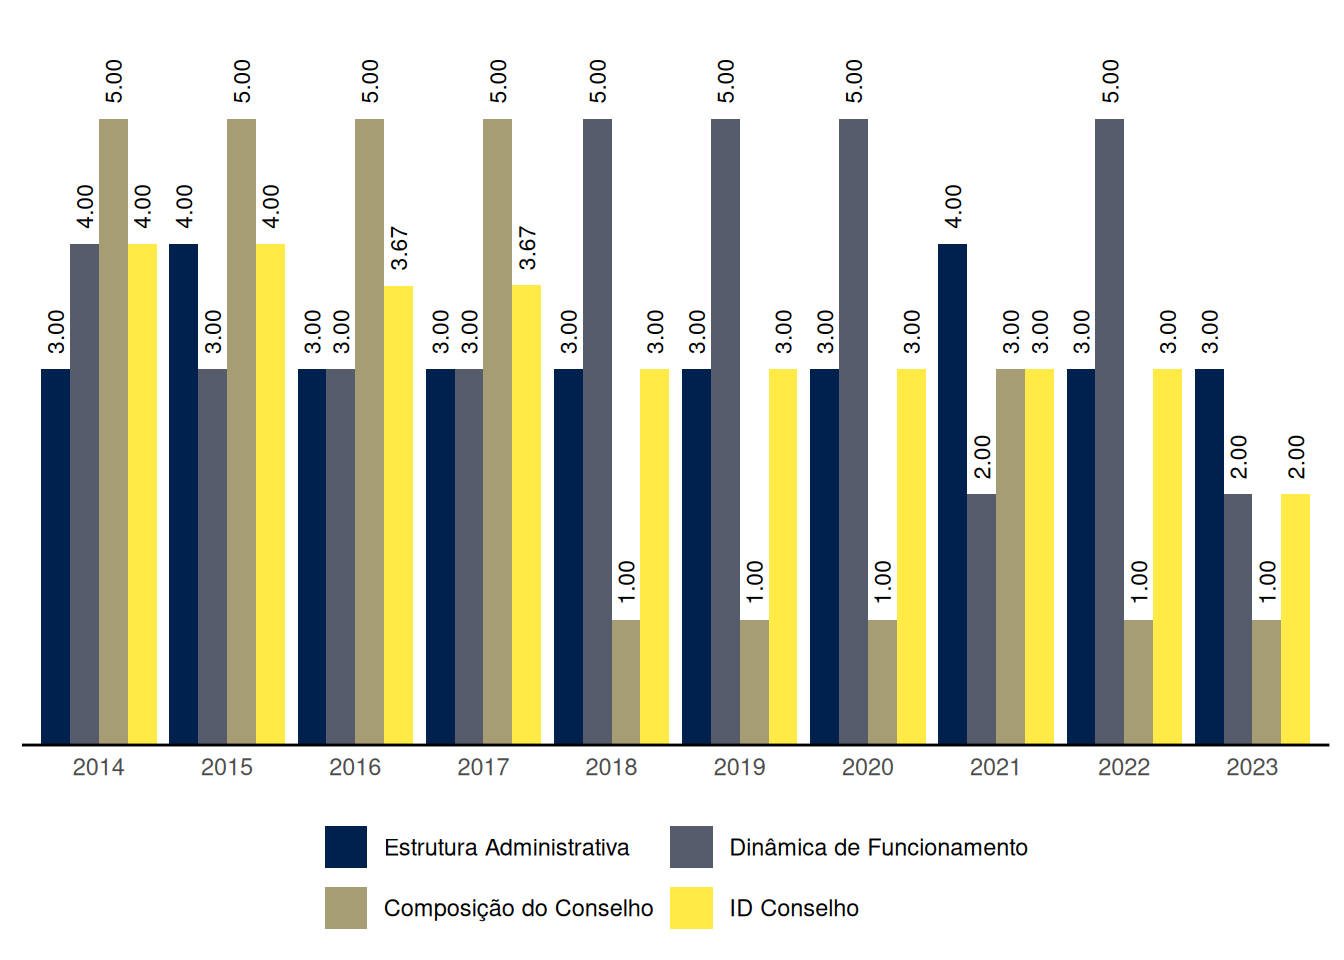 3.00 4.00 5.00 4.00
4.00 3.00 5.00 4.00
3.00 3.00 5.00 3.67
3.00 3.00 5.00 3.67
3.00 5.00 1.00 3.00
3.00 5.00 1.00 3.00
3.00 5.00 1.00 3.00
4.00 2.00 3.00 3.00
3.00 5.00 1.00 3.00
3.00 2.00 1.00 2.00
2014 2015 2016 2017 2018 2019 2020 2021 2022 2023
Estrutura Administrativa Dinâmica de Funcionamento
Composição do Conselho ID Conselho